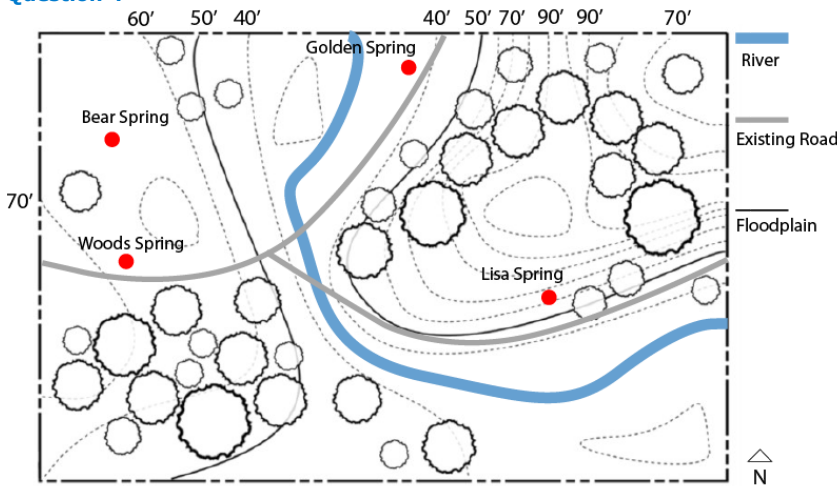 60′ 50′ 40′ 40′ 50′ 70′ 90′ 90′ 70′
Golden Spring
River
Bear Spring
Existing Road
70′
Floodplain
Woods Spring
Lisa Spring
N